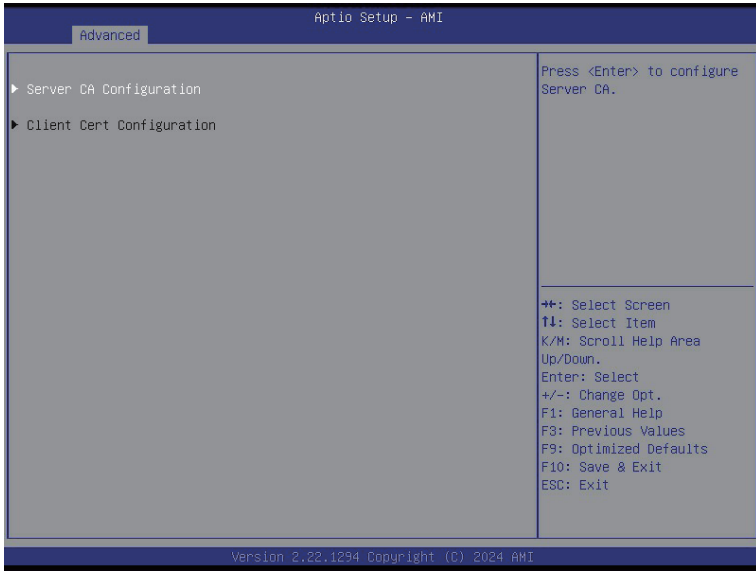 Aptio Setup – AMI
Advanced
▶ Server CA Configuration
▶ Client Cert Configuration
Press <Enter> to configure
Server CA.
→←: Select Screen
↑↓: Select Item
K/M: Scroll Help Area
Up/Down.
Enter: Select
+/-: Change Opt.
F1: General Help
F3: Previous Values
F9: Optimized Defaults
F10: Save & Exit
ESC: Exit
Version 2.22.1294 Copyright (C) 2024 AMI